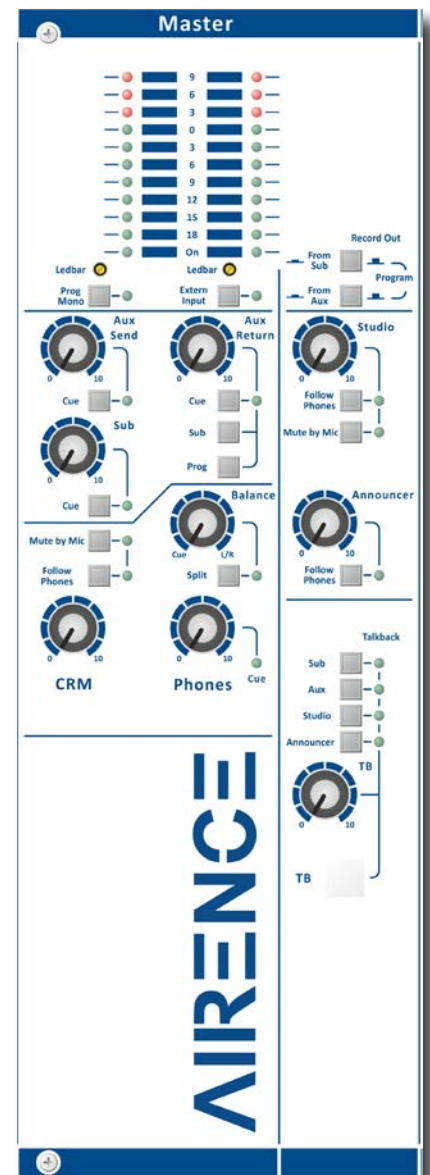 Master
9
6
3
0
3
6
9
12
15
18
On
Ledbar
Ledbar
Prog
Mono
Extern
Input
Record Out
From
Sub
Program
From
Aux
Aux
Send
0 10
Cue
Aux
Return
0 10
Cue
Sub
Prog
Studio
0 10
Follow
Phones
Mute by Mic
Sub
0 10
Cue
Balance
Cue L/R
Split
Announcer
0 10
Follow
Phones
Mute by Mic
Follow
Phones
0 10
CRM
0 10
Phones
Cue
Talkback
Sub
Aux
Studio
Announcer
TB
0 10
TB
AIRENCE